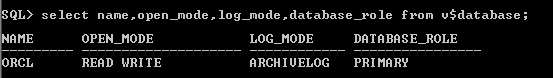 SQL> select name,open_mode,log_mode,database_role from v$database;
NAME OPEN_MODE LOG_MODE DATABASE_ROLE
--------- -------------------- ------------ ----------------
ORCL READ WRITE ARCHIVELOG PRIMARY